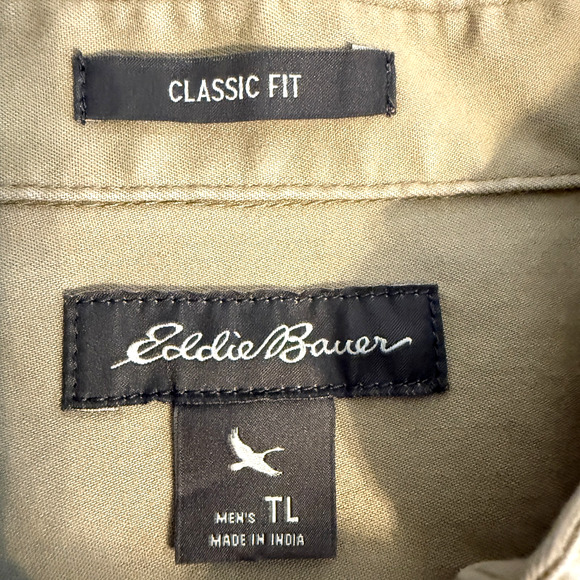 CLASSIC FIT
Eddie Bauer
MEN'S TL
MADE IN INDIA